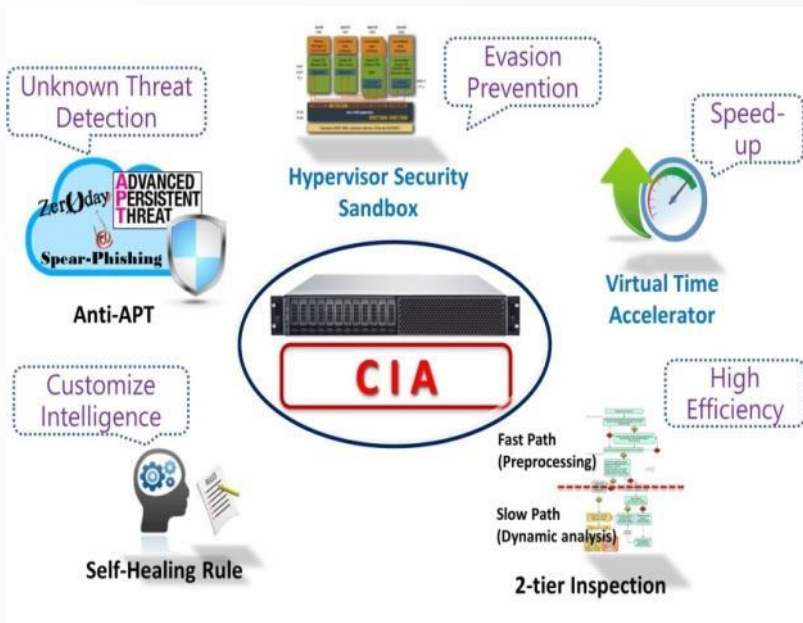 Evasion
Prevention
Unknown Threat
Detection
Speed-
up
Hypervisor Security
Sandbox
Zer0day
ADVANCED
PERSISTENT
THREAT
Spear-Phishing
Anti-APT
Virtual Time
Accelerator
CIA
Customize
Intelligence
High
Efficiency
Fast Path
(Preprocessing)
Slow Path
(Dynamic analysis)
Self-Healing Rule
2-tier Inspection